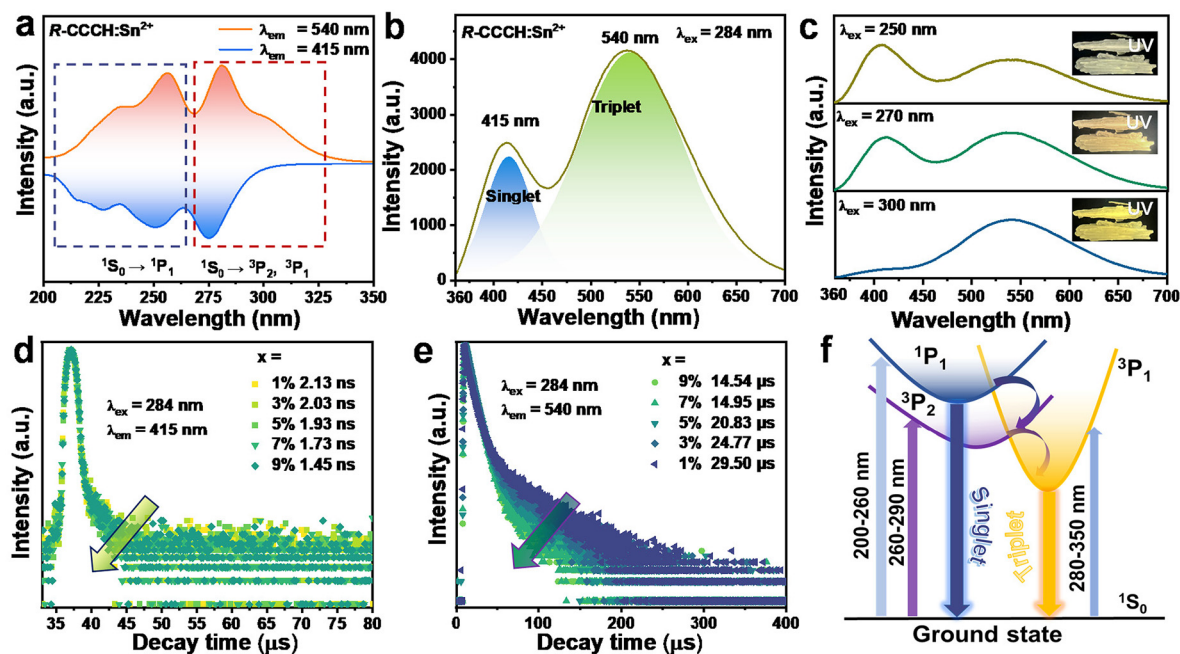 a
R-CCCH:Sn²⁺
λem = 540 nm
λem = 415 nm
Intensity (a.u.)
¹S₀ → ¹P₁
¹S₀ → ³P₂, ³P₁
200 225 250 275 300 325 350
Wavelength (nm)
b
R-CCCH:Sn²⁺
540 nm
λex = 284 nm
415 nm
Triplet
Singlet
Intensity (a.u.)
4000
3000
2000
1000
0
360 400 450 500 550 600 650 700
Wavelength (nm)
c
λex = 250 nm
UV
λex = 270 nm
UV
λex = 300 nm
UV
Intensity (a.u.)
360 400 450 500 550 600 650 700
Wavelength (nm)
d
x =
1% 2.13 ns
3% 2.03 ns
5% 1.93 ns
7% 1.73 ns
9% 1.45 ns
λex = 284 nm
λem = 415 nm
Intensity (a.u.)
35 40 45 50 55 60 65 70 75 80
Decay time (μs)
e
x =
9% 14.54 μs
7% 14.95 μs
5% 20.83 μs
3% 24.77 μs
1% 29.50 μs
λex = 284 nm
λem = 540 nm
Intensity (a.u.)
0 100 200 300 400
Decay time (μs)
f
¹P₁
³P₁
³P₂
200-260 nm
260-290 nm
Singlet
Triplet
280-350 nm
¹S₀
Ground state